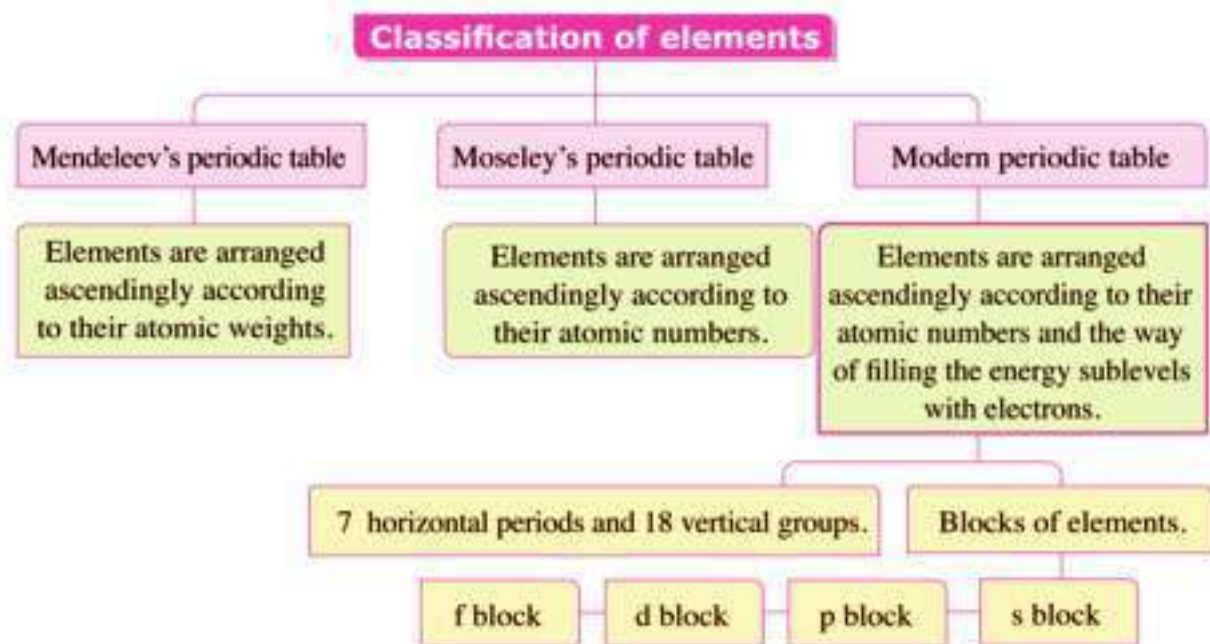 Classification of elements
Mendeleev's periodic table
Moseley's periodic table
Modern periodic table
Elements are arranged
ascendingly according
to their atomic weights.
Elements are arranged
ascendingly according to
their atomic numbers.
Elements are arranged
ascendingly according to their
atomic numbers and the way
of filling the energy sublevels
with electrons.
7 horizontal periods and 18 vertical groups.
Blocks of elements.
f block
d block
p block
s block